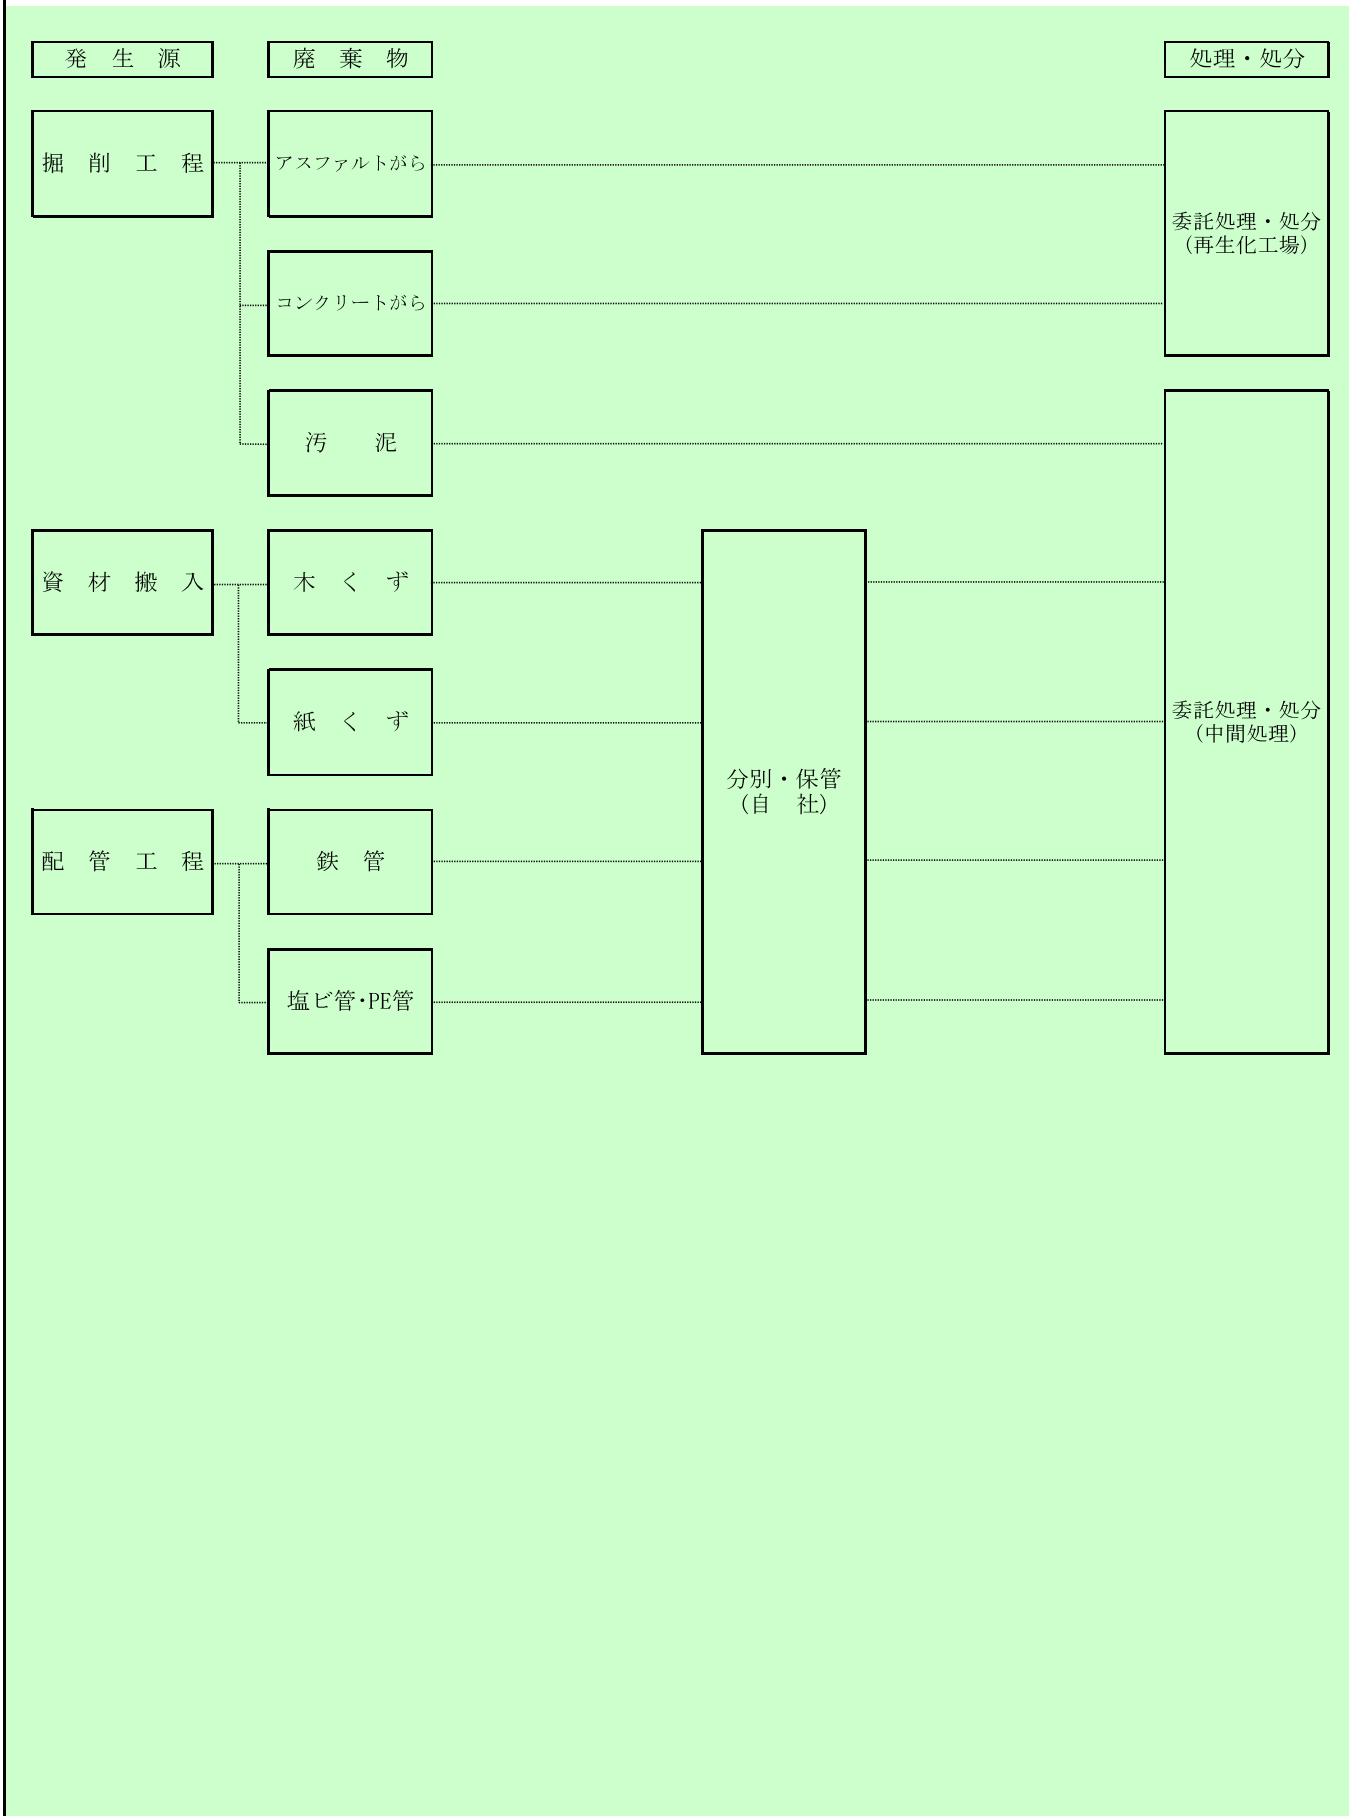 発　生　源
廃　棄　物
処理・処分
掘　削　工　程
アスファルトがら
委託処理・処分
（再生化工場）
コンクリートがら
汚　　泥
資　材　搬　入
木　く　ず
紙　く　ず
分別・保管
（自　社）
委託処理・処分
（中間処理）
配　管　工　程
鉄　管
塩ビ管・PE管